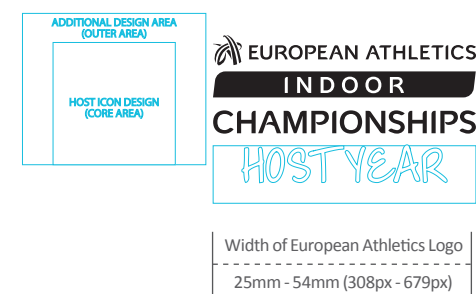 ADDITIONAL DESIGN AREA
(OUTER AREA)
HOST ICON DESIGN
(CORE AREA)
EUROPEAN ATHLETICS
INDOOR
CHAMPIONSHIPS
HOST YEAR
Width of European Athletics Logo
25mm - 54mm (308px - 679px)